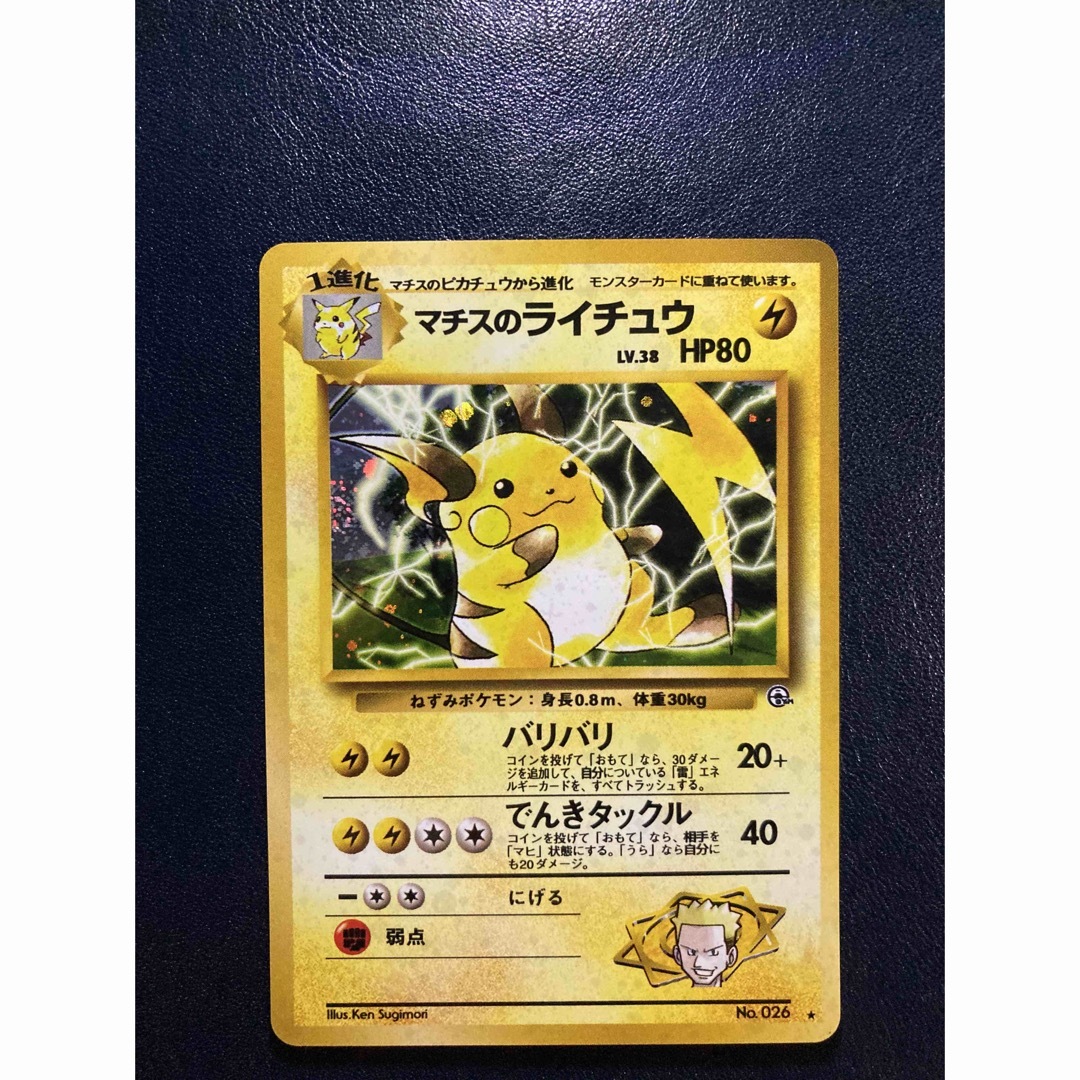 1進化
マチスのピカチュウから進化 モンスターカードに重ねて使います。
マチスのライチュウ
LV.38 HP80
ねずみポケモン:身長0.8m、体重30kg
バリバリ
コインを投げて「おもて」なら、30ダメー
ジを追加して、自分についている「雷」エネ
ルギーカードを、すべてトラッシュする。
20+
でんきタックル
コインを投げて「おもて」なら、相手を
「マヒ」状態にする。「うら」なら自分に
も20ダメージ。
40
にげる
弱点
Illus.Ken Sugimori
No.026 ★